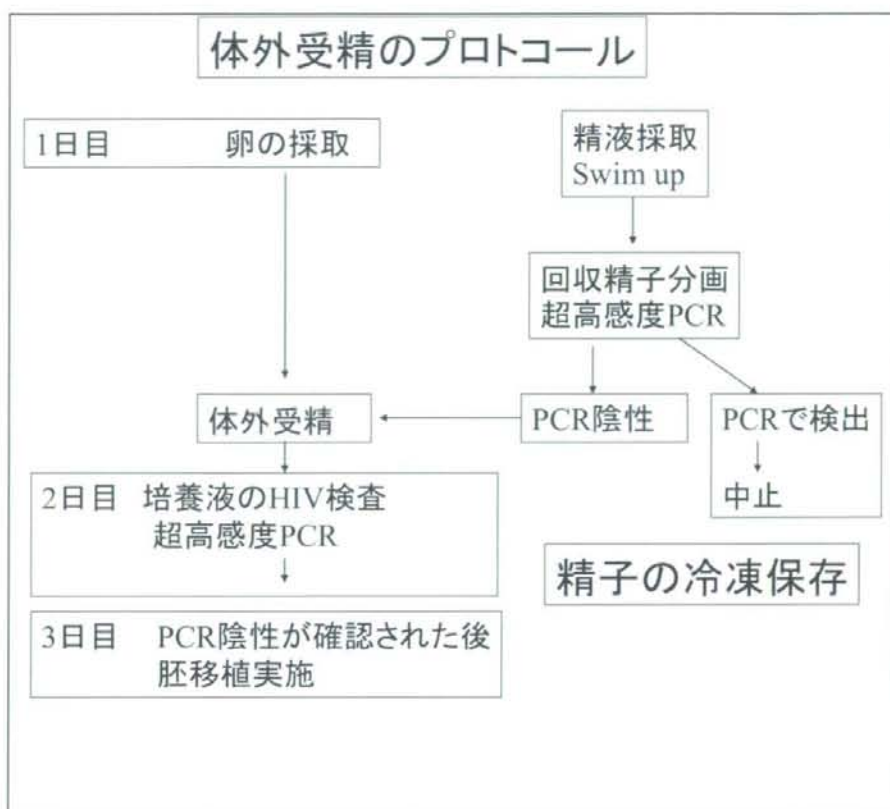 体外受精のプロトコール
1日目 卵の採取
精液採取
Swim up
回収精子分画
超高感度PCR
体外受精
PCR陰性
PCRで検出
中止
2日目 培養液のHIV検査
超高感度PCR
精子の冷凍保存
3日目 PCR陰性が確認された後
胚移植実施